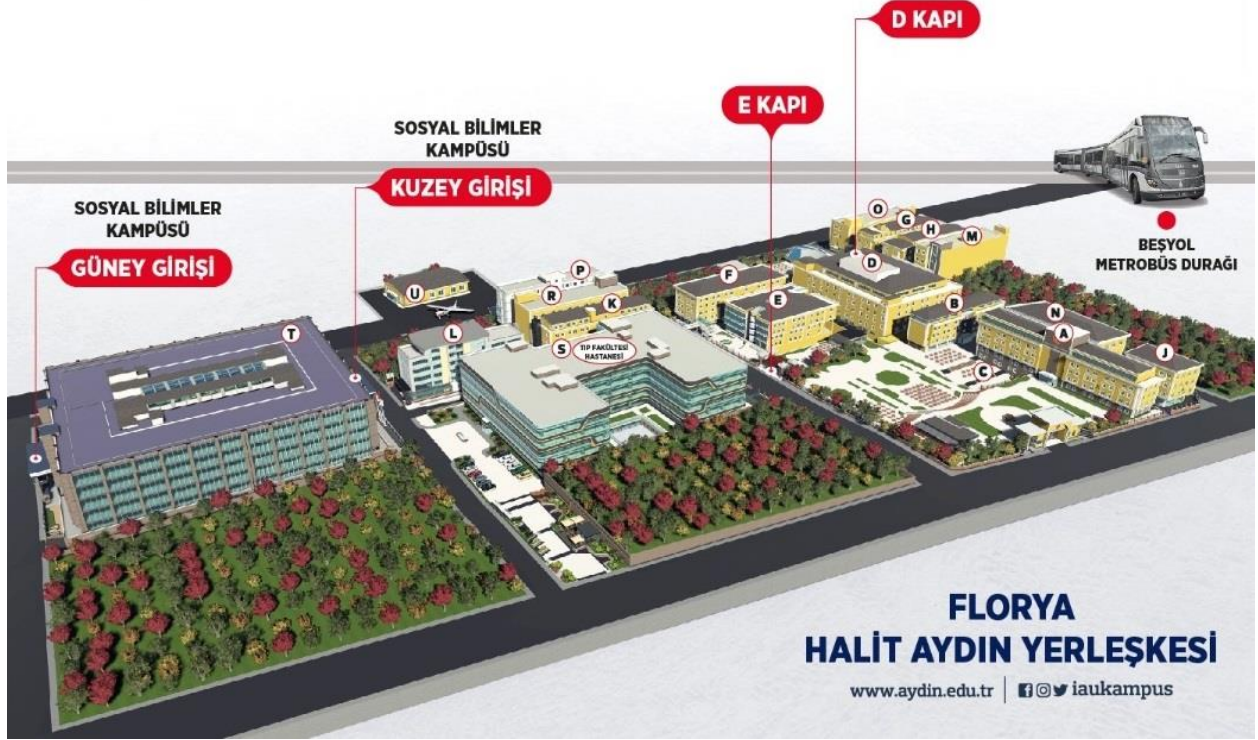 D KAPI
E KAPI
SOSYAL BİLİMLER
KAMPÜSÜ
KUZEY GİRİŞİ
SOSYAL BİLİMLER
KAMPÜSÜ
GÜNEY GİRİŞİ
BEŞYOL
METROBÜS DURAĞI
O
G
H
M
D
P
F
U
R
E
K
B
N
T
L
A
S
TIP FAKÜLTESİ
HASTANESİ
J
C
FLORYA
HALİT AYDIN YERLEŞKESİ
www.aydin.edu.tr
iaukampus